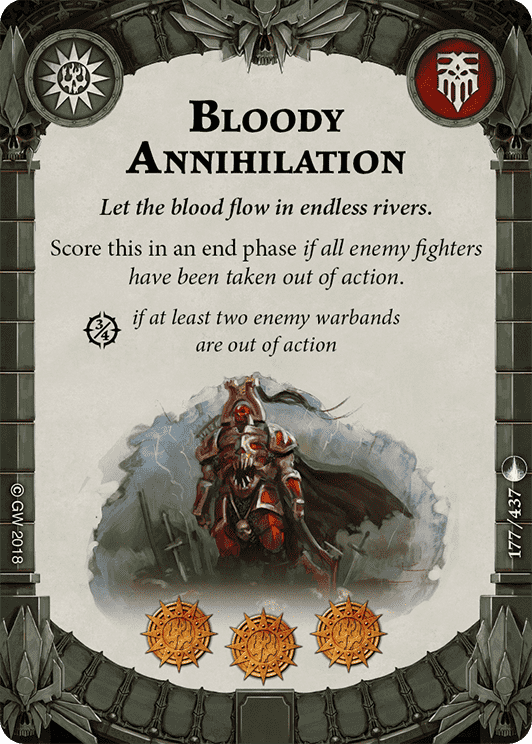 Bloody
Annihilation
Let the blood flow in endless rivers.
Score this in an end phase if all enemy fighters
have been taken out of action.
3/4 if at least two enemy warbands
are out of action
© GW 2018
177/437